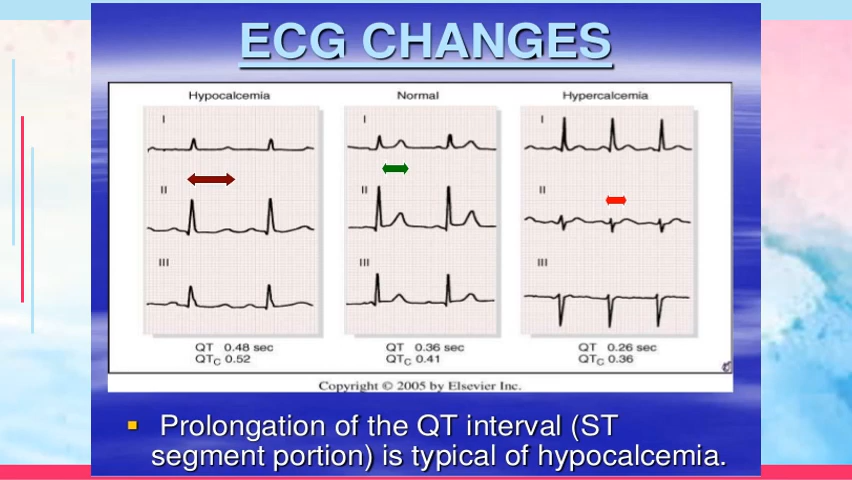 ECG CHANGES
Hypocalcemia
Normal
Hypercalcemia
I
I
I
II
II
II
III
III
III
QT 0.48 sec
QTC 0.52
QT 0.36 sec
QTC 0.41
QT 0.26 sec
QTC 0.36
Copyright © 2005 by Elsevier Inc.
Prolongation of the QT interval (ST
segment portion) is typical of hypocalcemia.